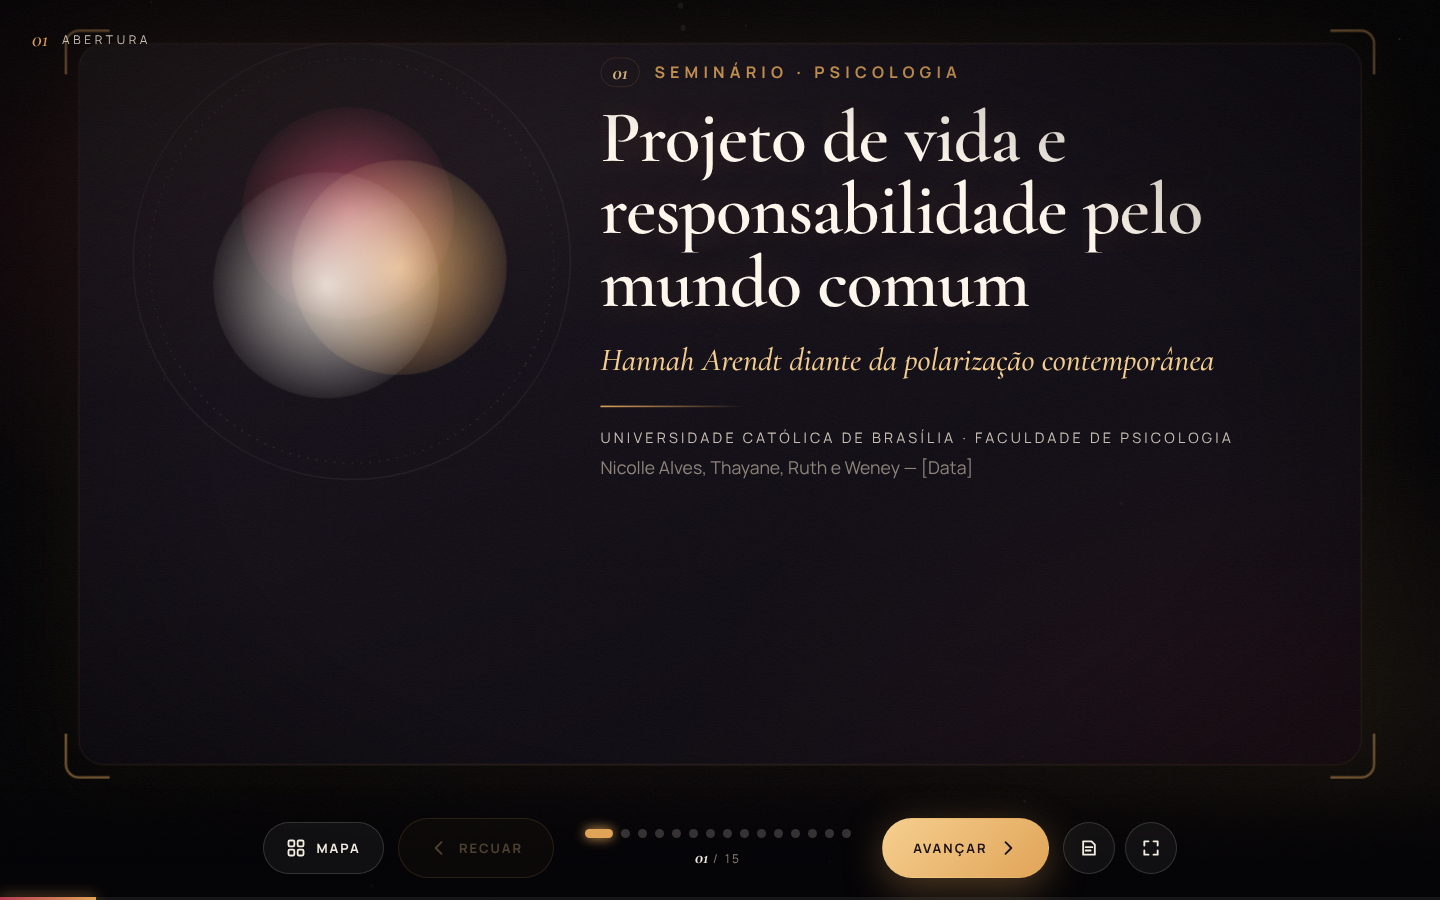 01 ABERTURA
01 SEMINÁRIO · PSICOLOGIA
Projeto de vida e
responsabilidade pelo
mundo comum
Hannah Arendt diante da polarização contemporânea
UNIVERSIDADE CATÓLICA DE BRASÍLIA · FACULDADE DE PSICOLOGIA
Nicolle Alves, Thayane, Ruth e Weney — [Data]
MAPA
RECUAR
01 / 15
AVANÇAR